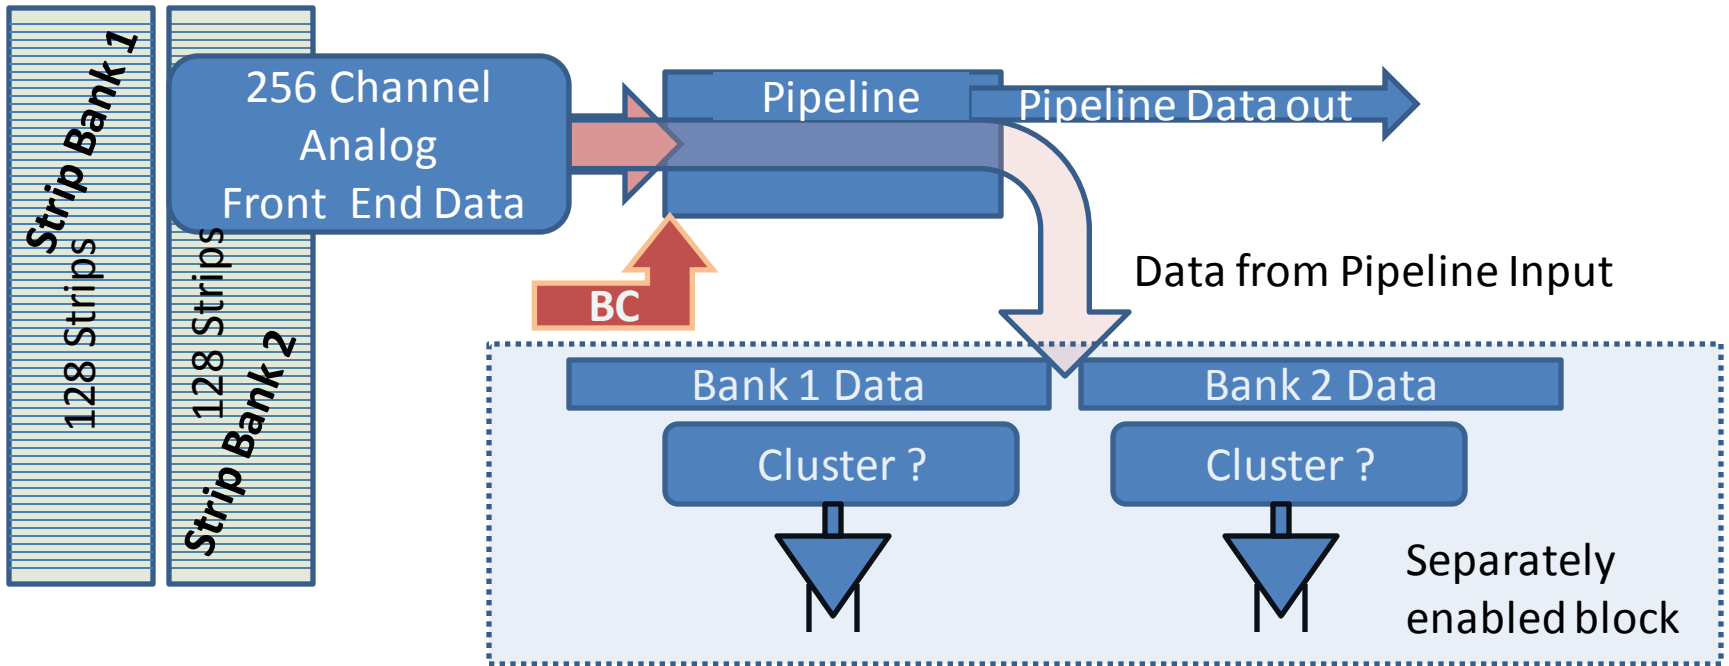 Strip Bank 1
128 Strips
128 Strips
Strip Bank 2
256 Channel
Analog
Front End Data
Pipeline
Pipeline Data out
BC
Data from Pipeline Input
Bank 1 Data
Bank 2 Data
Cluster ?
Cluster ?
Separately
enabled block